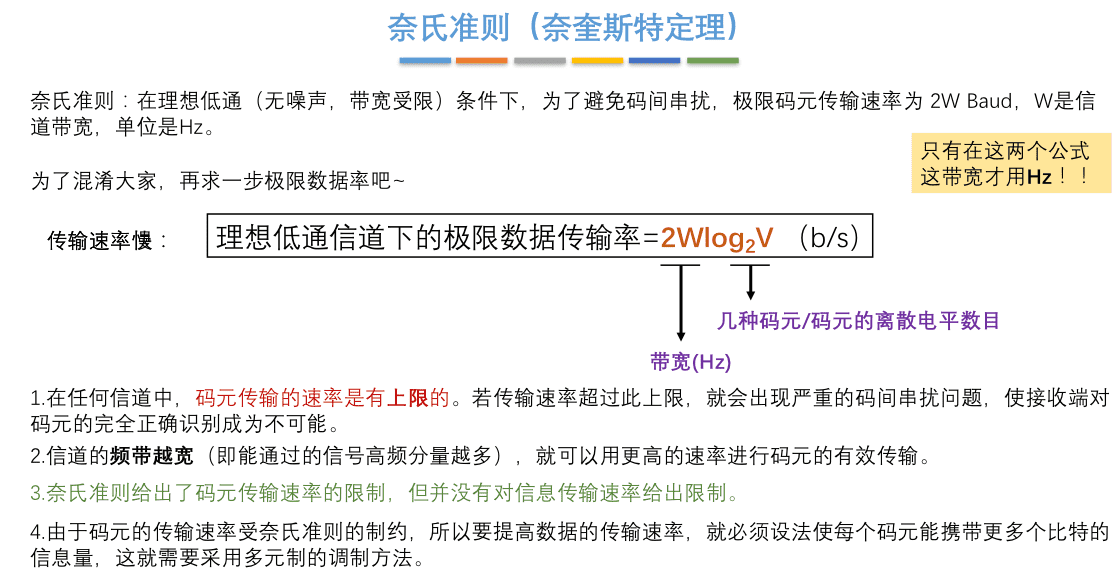 奈氏准则（奈奎斯特定理）
奈氏准则：在理想低通（无噪声，带宽受限）条件下，为了避免码间串扰，极限码元传输速率为 2W Baud，W是信
道带宽，单位是Hz。
只有在这两个公式
这带宽才用Hz！！
为了混淆大家，再求一步极限数据率吧~
传输速率慢：
理想低通信道下的极限数据传输率=2Wlog₂V （b/s）
几种码元/码元的离散电平数目
带宽(Hz)
1.在任何信道中，码元传输的速率是有上限的。若传输速率超过此上限，就会出现严重的码间串扰问题，使接收端对
码元的完全正确识别成为不可能。
2.信道的频带越宽（即能通过的信号高频分量越多），就可以用更高的速率进行码元的有效传输。
3.奈氏准则给出了码元传输速率的限制，但并没有对信息传输速率给出限制。
4.由于码元的传输速率受奈氏准则的制约，所以要提高数据的传输速率，就必须设法使每个码元能携带更多个比特的
信息量，这就需要采用多元制的调制方法。